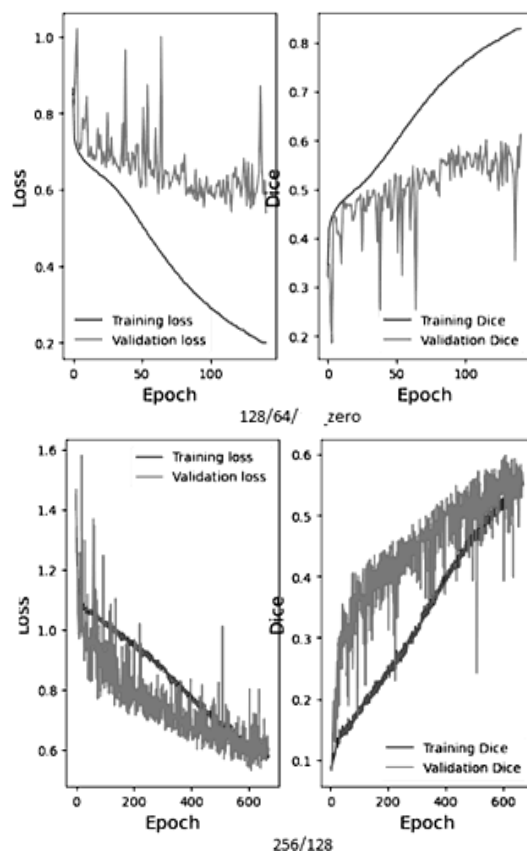 1.0
0.8
0.6
0.4
0.2
Loss
Training loss
Validation loss
0 50 100
Epoch
0.8
0.7
0.6
0.5
0.4
0.3
0.2
Dice
Training Dice
Validation Dice
0 50 100
Epoch
128/64/ _zero
1.6
1.4
1.2
1.0
0.8
0.6
Loss
Training loss
Validation loss
0 200 400 600
Epoch
0.6
0.5
0.4
0.3
0.2
0.1
Dice
Training Dice
Validation Dice
0 200 400 600
Epoch
256/128